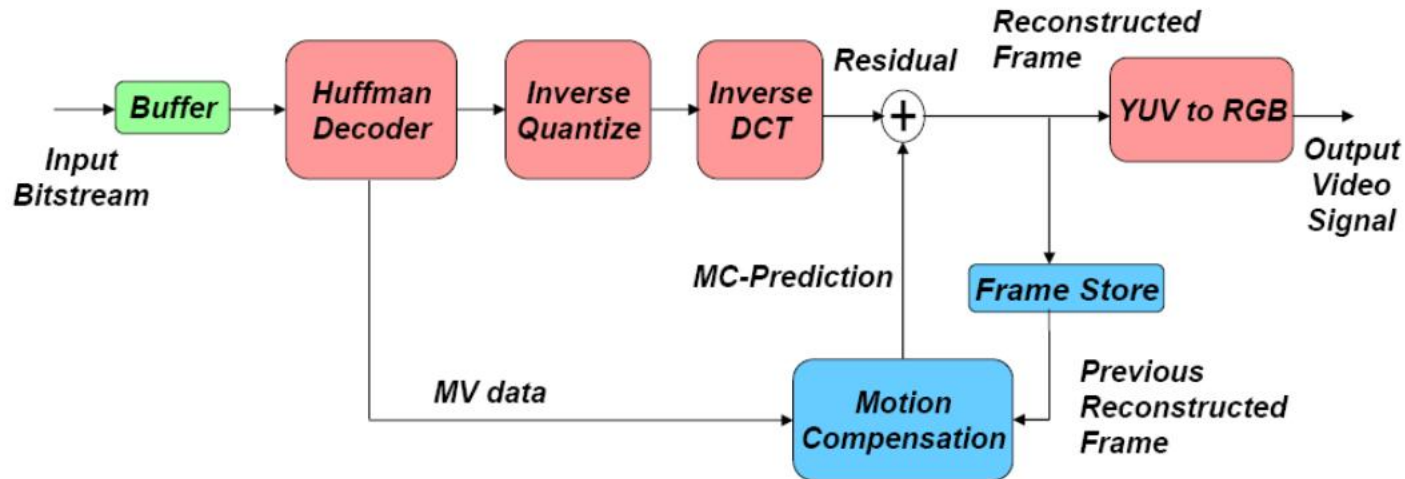 Buffer
Input
Bitstream
Huffman
Decoder
Inverse
Quantize
Inverse
DCT
Residual
+
Reconstructed
Frame
YUV to RGB
Output
Video
Signal
MC-Prediction
Frame Store
MV data
Motion
Compensation
Previous
Reconstructed
Frame